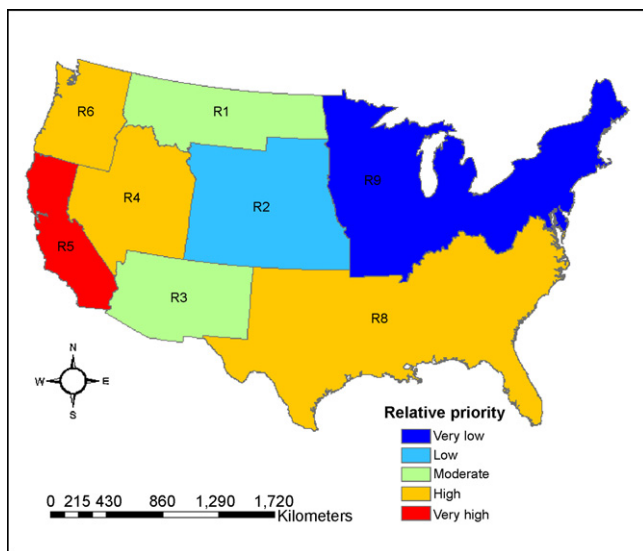 R6
R1
R9
R4
R2
R5
R3
R8
N
W E
S
Relative priority
Very low
Low
Moderate
High
Very high
0 215 430 860 1,290 1,720
Kilometers